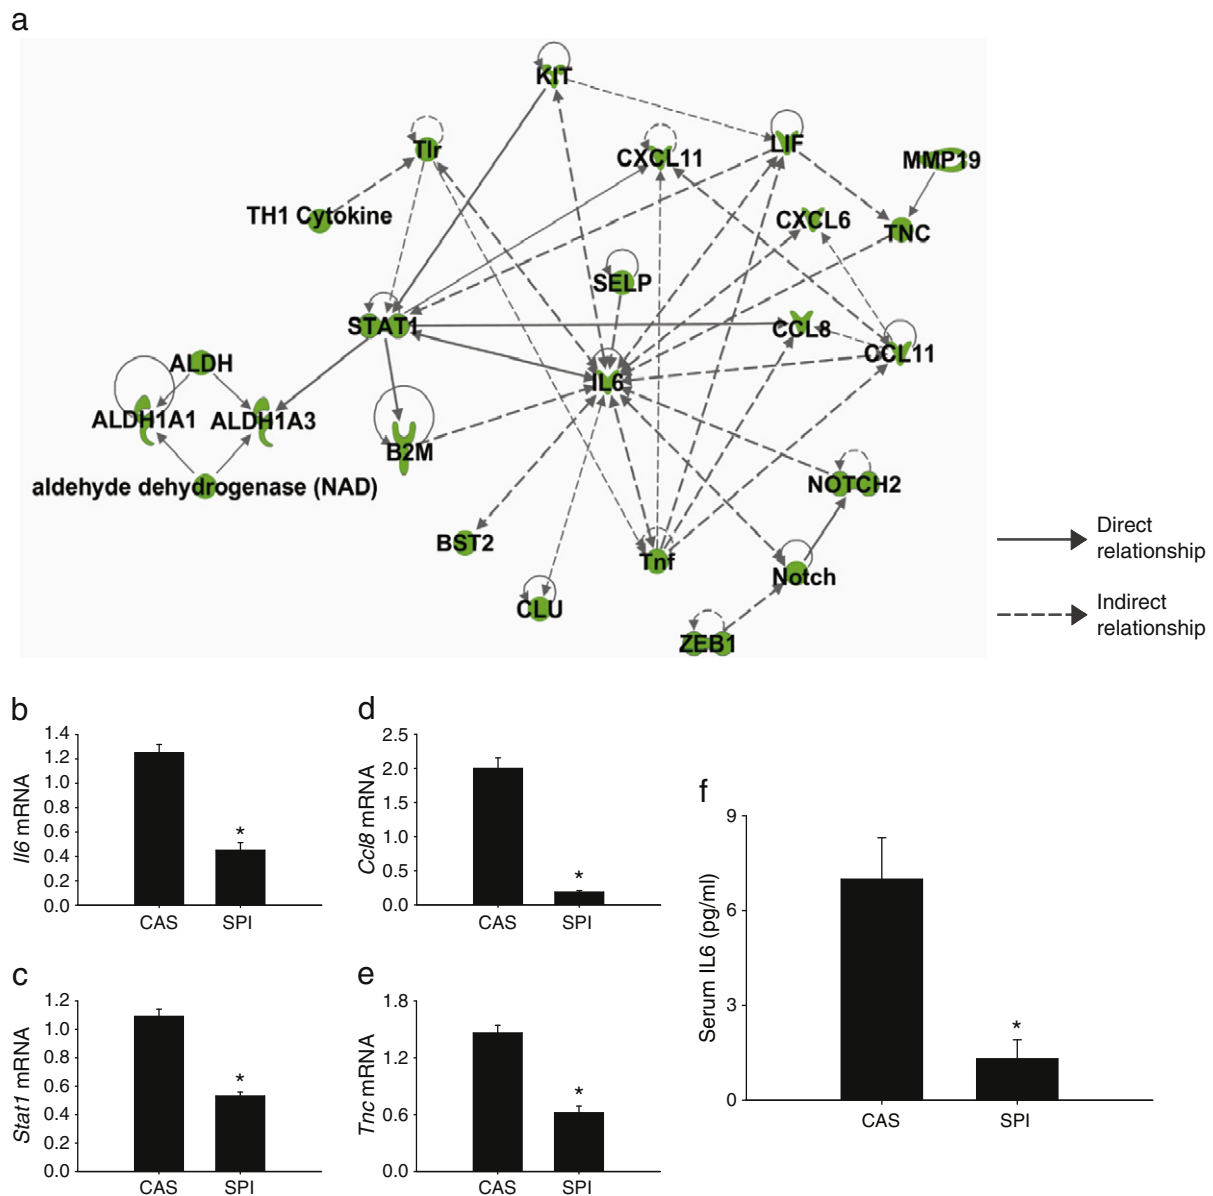 a
KIT
Tlr
CXCL11
LIF
MMP19
TH1 Cytokine
CXCL6
TNC
SELP
STAT1
CCL8
CCL11
ALDH
IL6
ALDH1A1
ALDH1A3
B2M
aldehyde dehydrogenase (NAD)
NOTCH2
BST2
Tnf
Notch
CLU
ZEB1
Direct
relationship
Indirect
relationship
b
Il6 mRNA
1.4
1.2
1.0
0.8
0.6
0.4
0.2
0.0
*
CAS SPI
d
Ccl8 mRNA
2.5
2.0
1.5
1.0
0.5
0.0
*
CAS SPI
c
Stat1 mRNA
1.2
1.0
0.8
0.6
0.4
0.2
0.0
*
CAS SPI
e
Tnc mRNA
1.8
1.2
0.6
0.0
*
CAS SPI
f
Serum IL6 (pg/ml)
9
6
3
0
*
CAS SPI